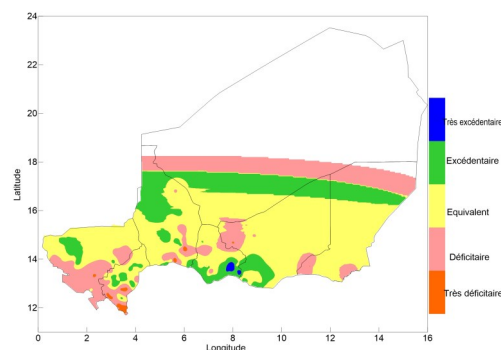 24
22
20
18
16
14
12
Latitude
0
2
4
6
8
10
12
14
16
Longitude
Très excédentaire
Excédentaire
Equivalent
Déficitaire
Très déficitaire